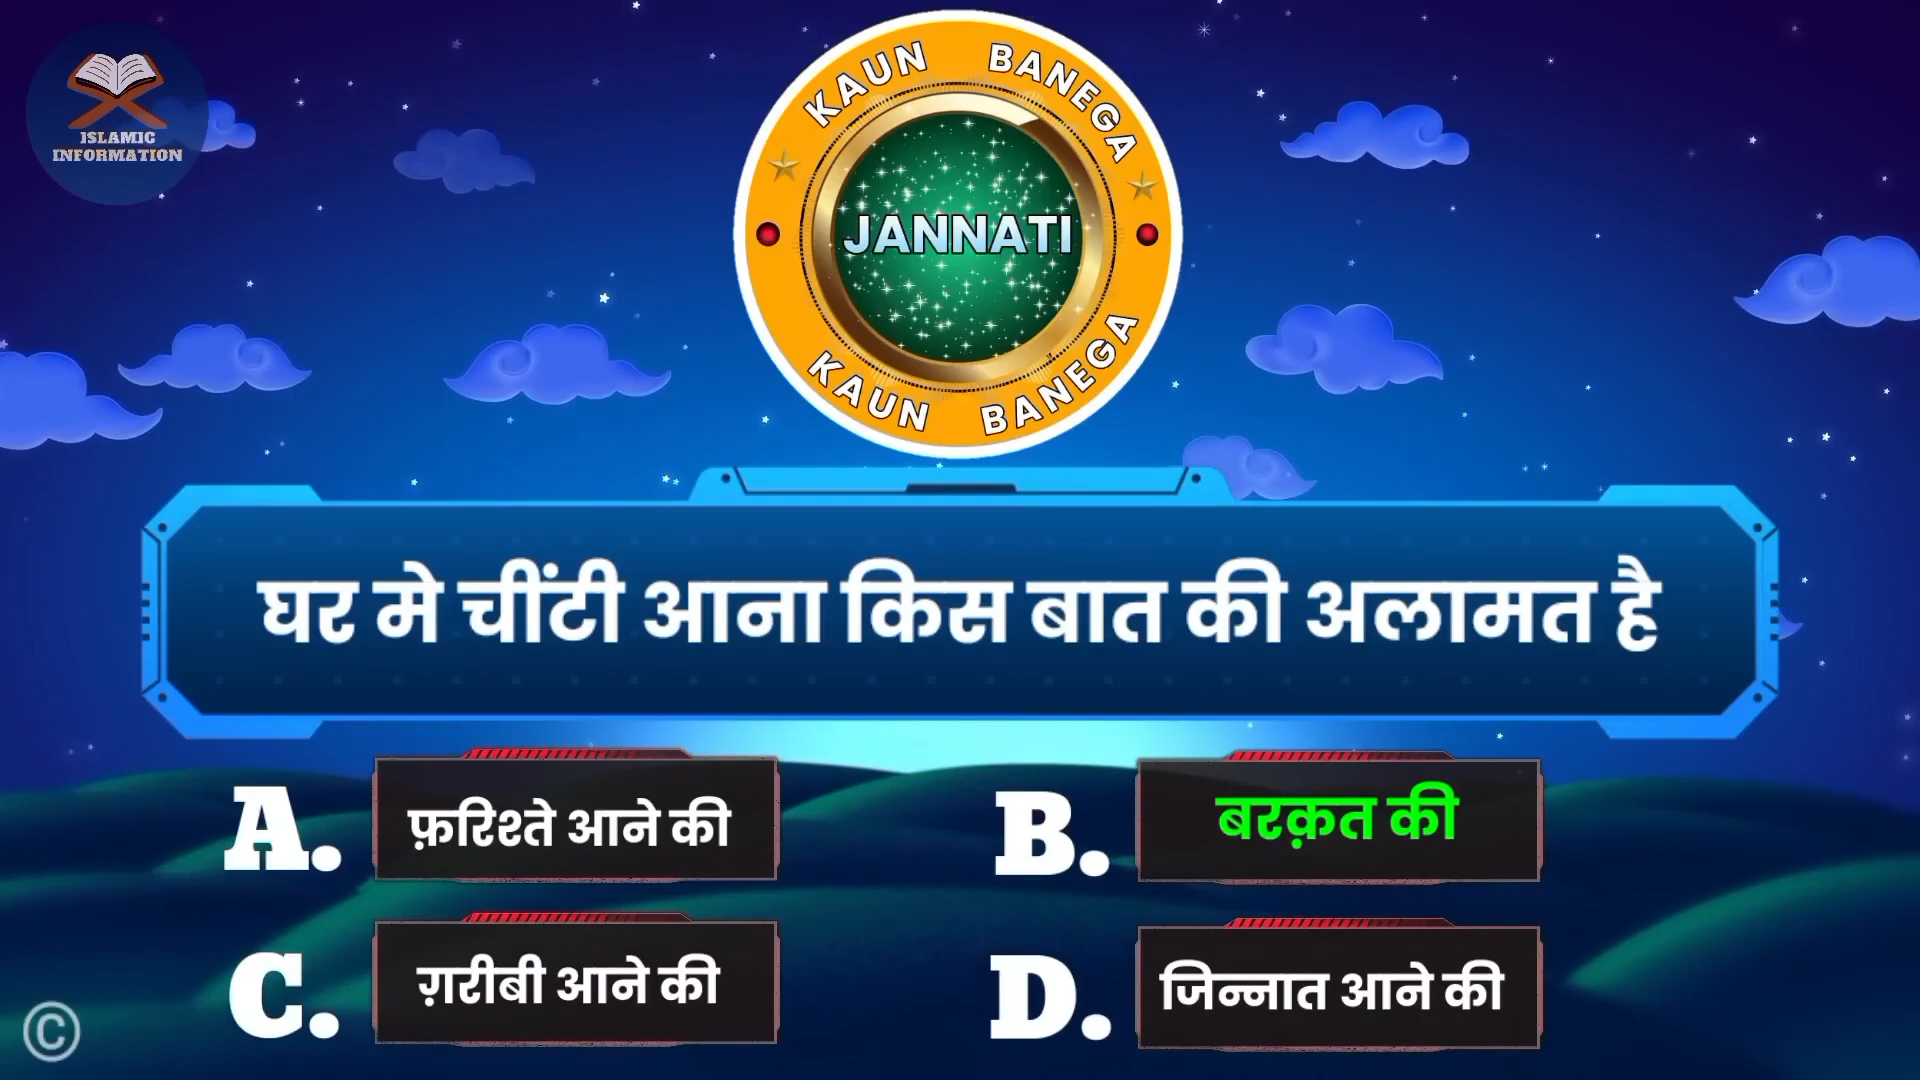 ISLAMIC
INFORMATION
KAUN BANEGA
JANNATI
KAUN BANEGA
घर मे चींटी आना किस बात की अलामत है
A. फ़रिश्ते आने की
B. बरक़त की
C. ग़रीबी आने की
D. जिन्नात आने की
©